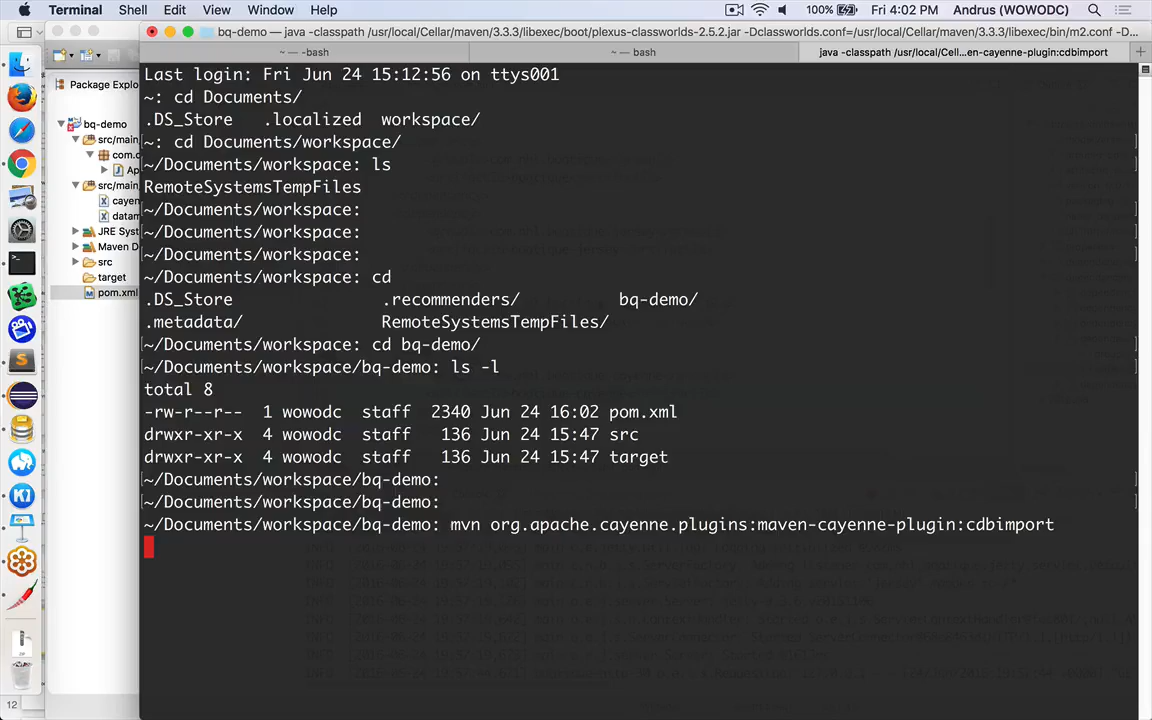 Terminal Shell Edit View Window Help 100% Fri 4:02 PM Andrus (WOWODC)
bq-demo — java -classpath /usr/local/Cellar/maven/3.3.3/libexec/boot/plexus-classworlds-2.5.2.jar -Dclassworlds.conf=/usr/local/Cellar/maven/3.3.3/libexec/bin/m2.conf -D...
~ — -bash
~ — bash
java -classpath /usr/local/Cell...en-cayenne-plugin:cdbimport
Package Explo
bq-demo
src/main
com.c
Ap
src/main
cayen
datam
JRE Syst
Maven D
src
target
pom.xml
12
Last login: Fri Jun 24 15:12:56 on ttys001
~: cd Documents/
.DS_Store .localized workspace/
~: cd Documents/workspace/
~/Documents/workspace: ls
RemoteSystemsTempFiles
~/Documents/workspace:
~/Documents/workspace:
~/Documents/workspace:
~/Documents/workspace: cd
.DS_Store .recommenders/ bq-demo/
.metadata/ RemoteSystemsTempFiles/
~/Documents/workspace: cd bq-demo/
~/Documents/workspace/bq-demo: ls -l
total 8
-rw-r--r-- 1 wowodc staff 2340 Jun 24 16:02 pom.xml
drwxr-xr-x 4 wowodc staff 136 Jun 24 15:47 src
drwxr-xr-x 4 wowodc staff 136 Jun 24 15:47 target
~/Documents/workspace/bq-demo:
~/Documents/workspace/bq-demo:
~/Documents/workspace/bq-demo: mvn org.apache.cayenne.plugins:maven-cayenne-plugin:cdbimport